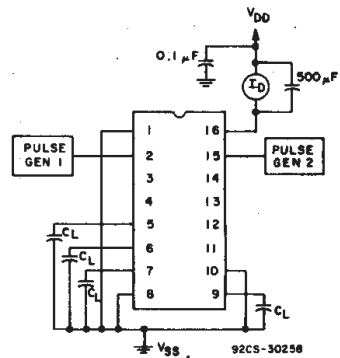 VDD
0.1 µF
ID
500 µF
PULSE GEN 1
1 16
2 15
PULSE GEN 2
3 14
4 13
5 12
CL
6 11
CL
7 10
CL
8 9
CL
VSS
92CS-30258